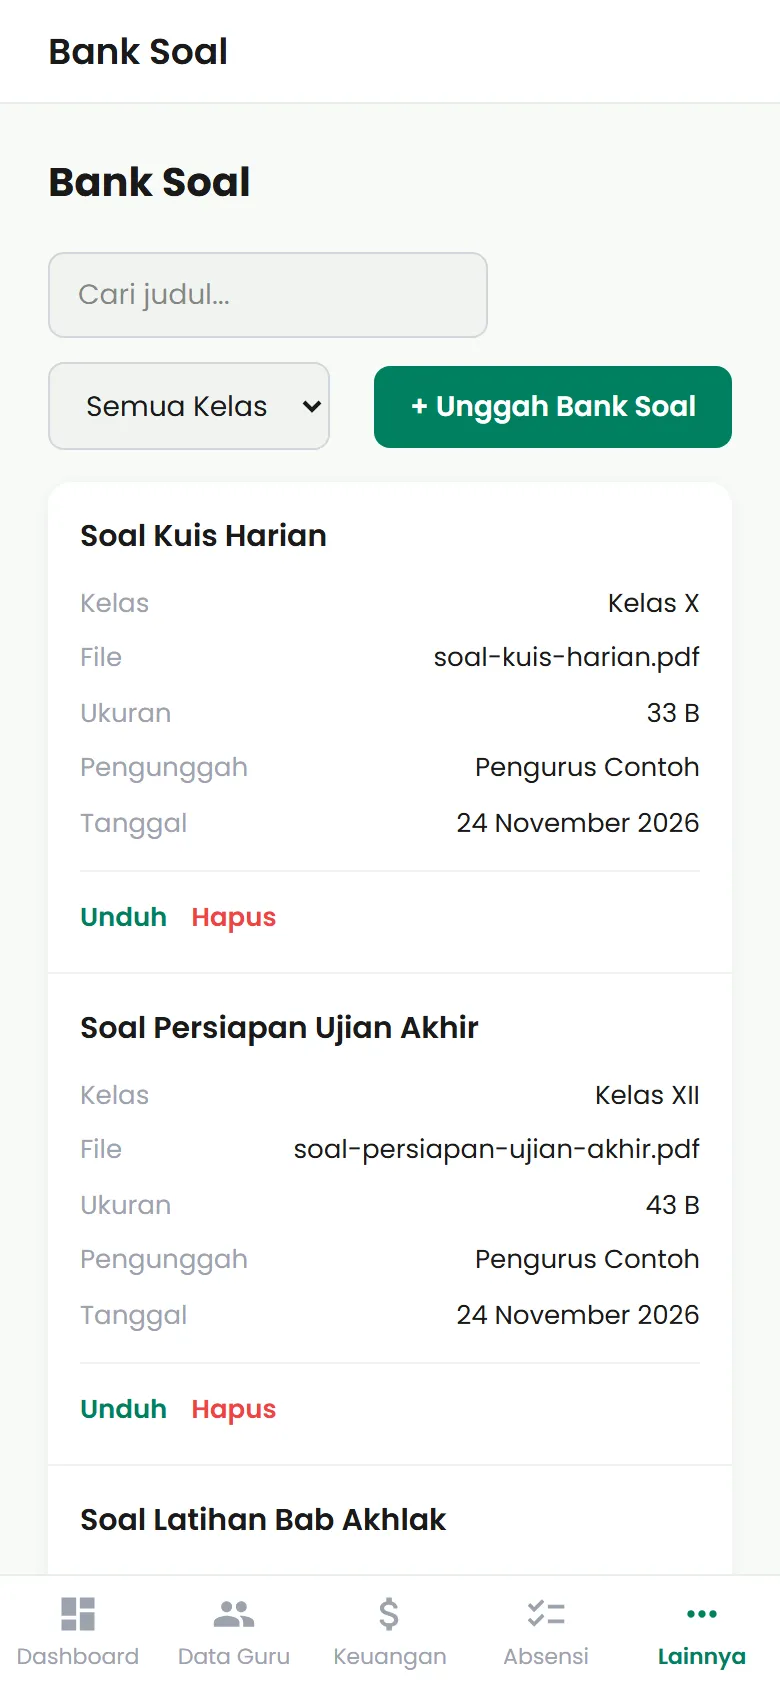 Bank Soal
Bank Soal
Cari judul...
Semua Kelas
+ Unggah Bank Soal
Soal Kuis Harian
Kelas Kelas X
File soal-kuis-harian.pdf
Ukuran 33 B
Pengunggah Pengurus Contoh
Tanggal 24 November 2026
Unduh Hapus
Soal Persiapan Ujian Akhir
Kelas Kelas XII
File soal-persiapan-ujian-akhir.pdf
Ukuran 43 B
Pengunggah Pengurus Contoh
Tanggal 24 November 2026
Unduh Hapus
Soal Latihan Bab Akhlak
Dashboard Data Guru Keuangan Absensi Lainnya